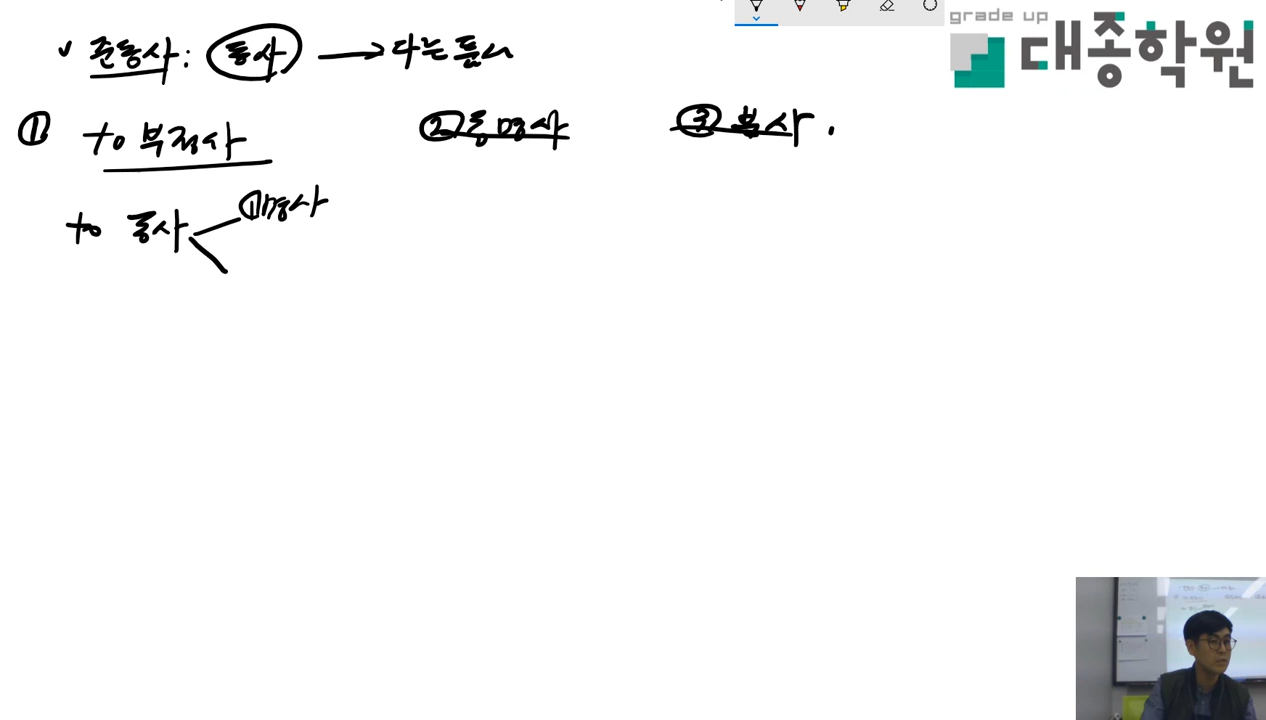 grade up
대종학원
✓ 준동사: 동사 → 다른품사
① to 부정사 ② 동명사 ③ 분사.
to 동사 ① 명사